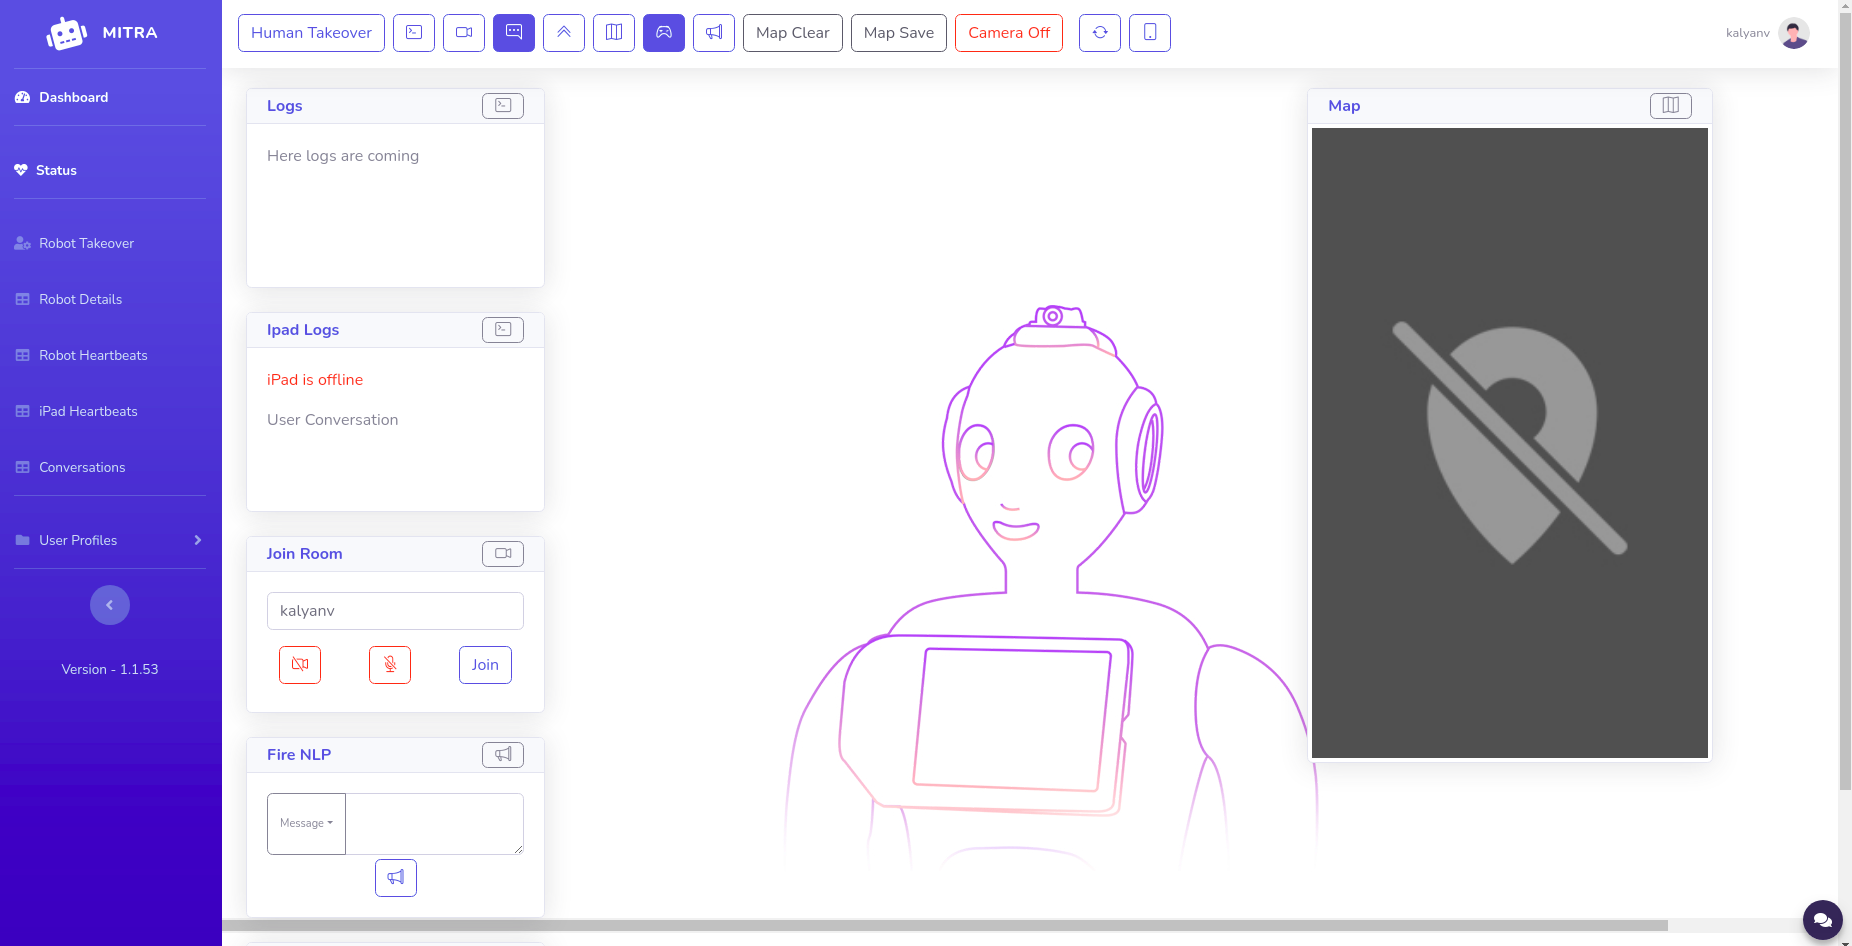 MITRA
Dashboard
Status
Robot Takeover
Robot Details
Robot Heartbeats
iPad Heartbeats
Conversations
User Profiles
Version - 1.1.53
Human Takeover
Map Clear
Map Save
Camera Off
kalyanv
Logs
Here logs are coming
Ipad Logs
iPad is offline
User Conversation
Join Room
kalyanv
Join
Fire NLP
Message
Map